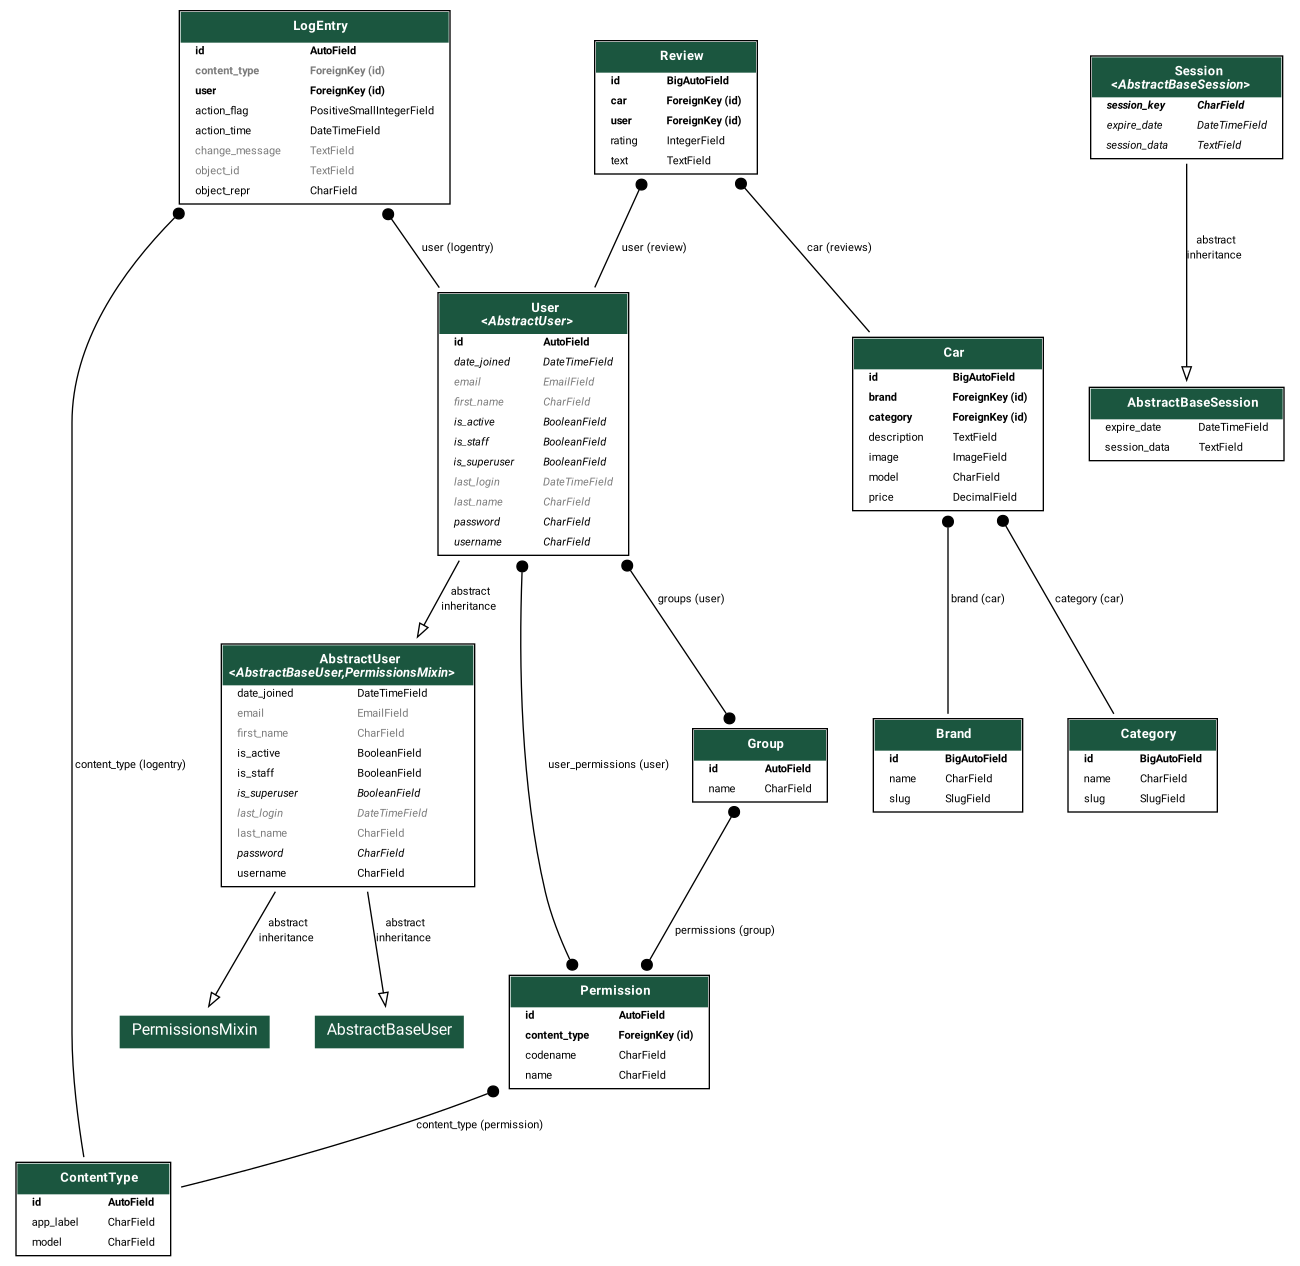 LogEntry
id AutoField
content_type ForeignKey (id)
user ForeignKey (id)
action_flag PositiveSmallIntegerField
action_time DateTimeField
change_message TextField
object_id TextField
object_repr CharField
Review
id BigAutoField
car ForeignKey (id)
user ForeignKey (id)
rating IntegerField
text TextField
Session
<AbstractBaseSession>
session_key CharField
expire_date DateTimeField
session_data TextField
user (logentry)
user (review)
car (reviews)
abstract
inheritance
User
<AbstractUser>
id AutoField
date_joined DateTimeField
email EmailField
first_name CharField
is_active BooleanField
is_staff BooleanField
is_superuser BooleanField
last_login DateTimeField
last_name CharField
password CharField
username CharField
Car
id BigAutoField
brand ForeignKey (id)
category ForeignKey (id)
description TextField
image ImageField
model CharField
price DecimalField
AbstractBaseSession
expire_date DateTimeField
session_data TextField
abstract
inheritance
groups (user)
brand (car)
category (car)
AbstractUser
<AbstractBaseUser,PermissionsMixin>
date_joined DateTimeField
email EmailField
first_name CharField
is_active BooleanField
is_staff BooleanField
is_superuser BooleanField
last_login DateTimeField
last_name CharField
password CharField
username CharField
content_type (logentry)
user_permissions (user)
Group
id AutoField
name CharField
Brand
id BigAutoField
name CharField
slug SlugField
Category
id BigAutoField
name CharField
slug SlugField
abstract
inheritance
abstract
inheritance
permissions (group)
PermissionsMixin
AbstractBaseUser
Permission
id AutoField
content_type ForeignKey (id)
codename CharField
name CharField
content_type (permission)
ContentType
id AutoField
app_label CharField
model CharField